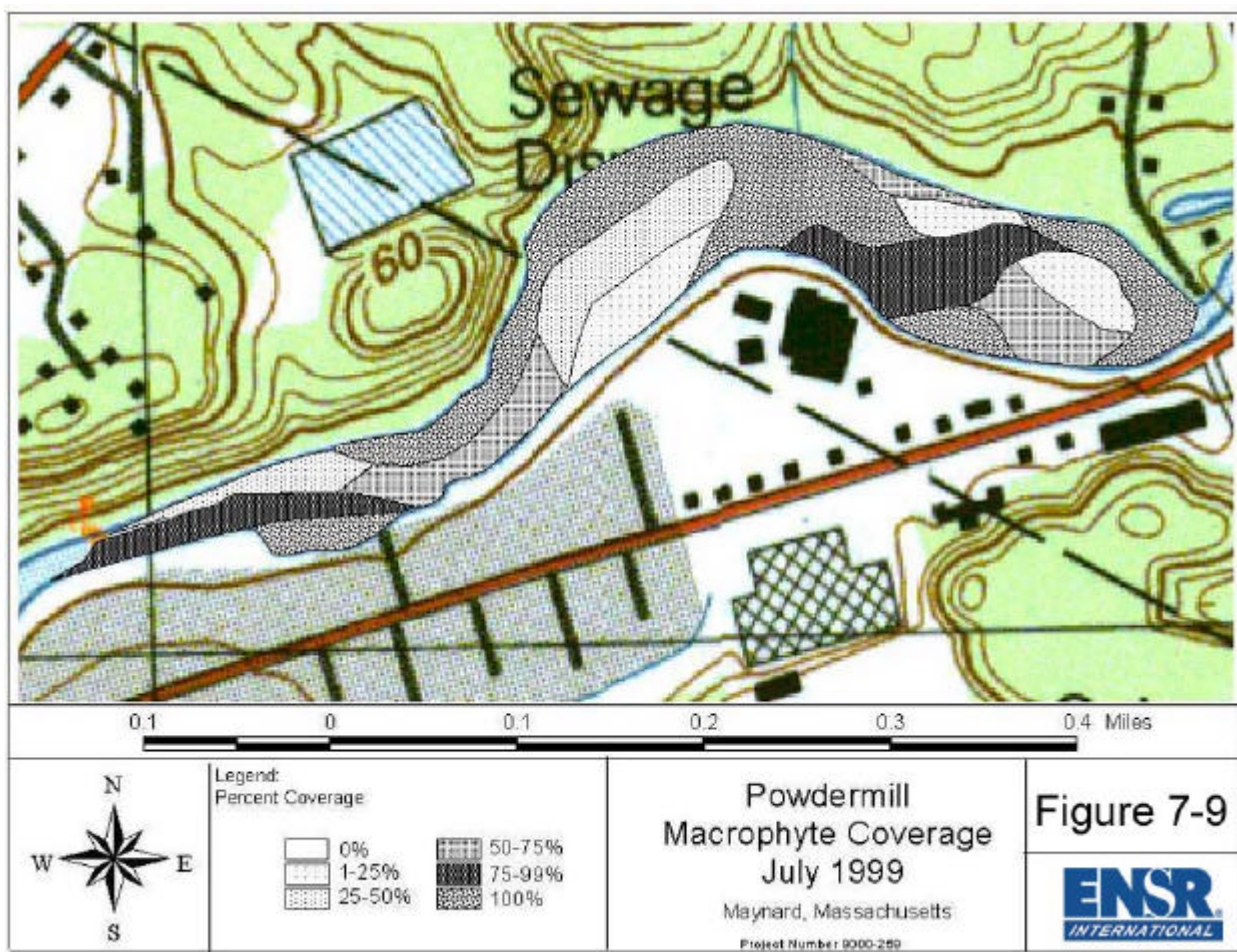 Sewage
60
0.1 0 0.1 0.2 0.3 0.4 Miles
N
W E
S
Legend:
Percent Coverage
0%
1-25%
25-50%
50-75%
75-99%
100%
Powdermill
Macrophyte Coverage
July 1999
Maynard, Massachusetts
Project Number 9000-259
Figure 7-9
ENSR
INTERNATIONAL